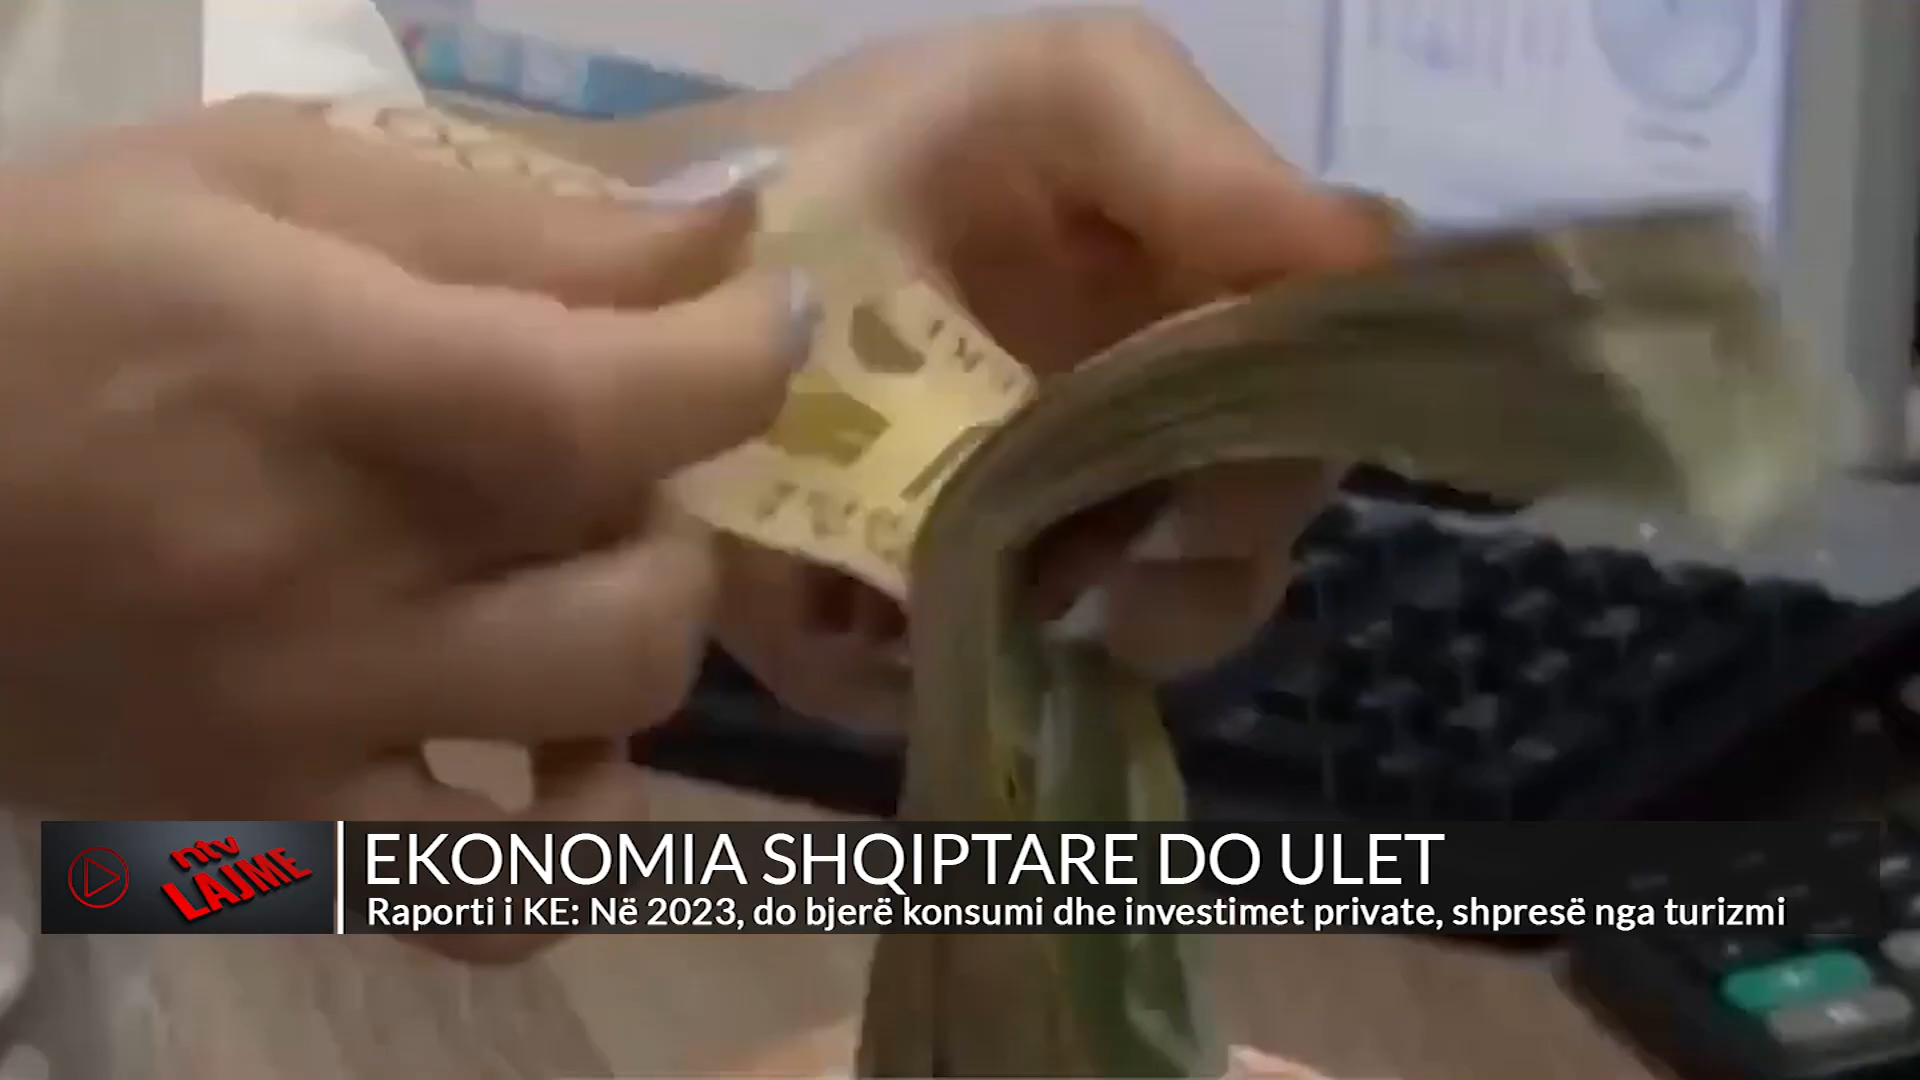 ntv
LAJME
EKONOMIA SHQIPTARE DO ULET
Raporti i KE: Në 2023, do bjerë konsumi dhe investimet private, shpresë nga turizmi